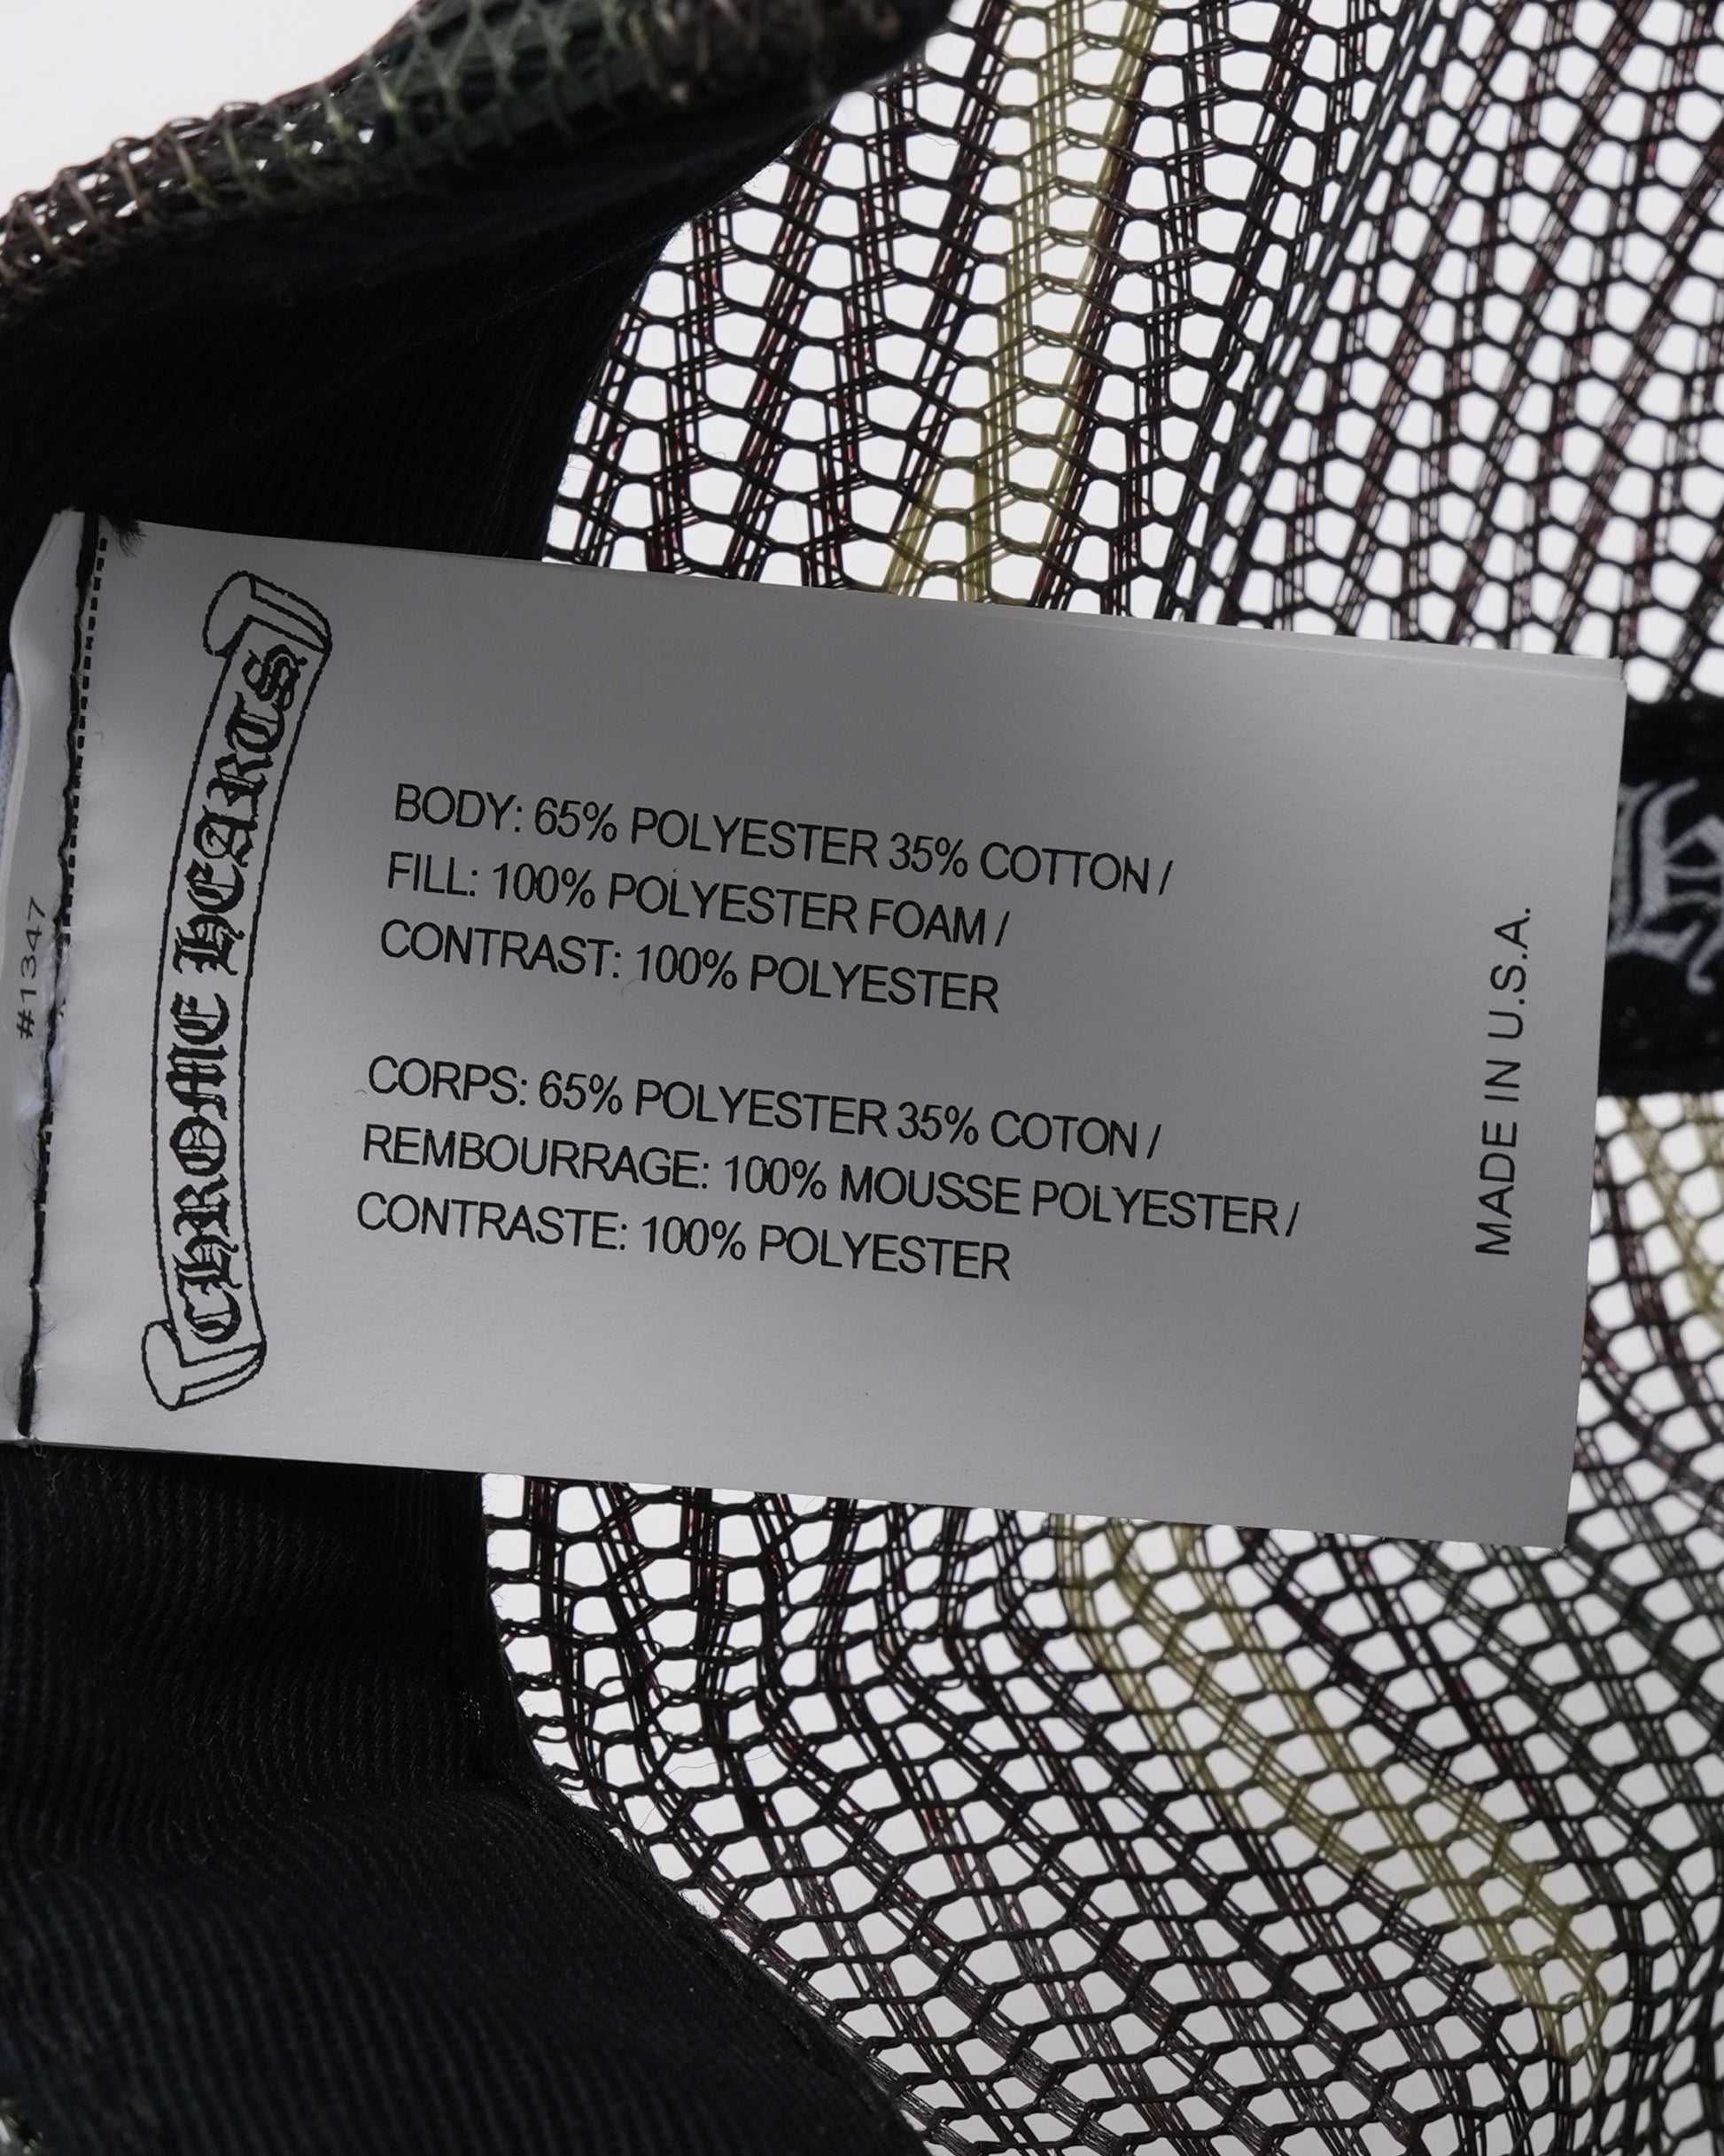 #1347
CHROME HEARTS
BODY: 65% POLYESTER 35% COTTON /
FILL: 100% POLYESTER FOAM /
CONTRAST: 100% POLYESTER
CORPS: 65% POLYESTER 35% COTON /
REMBOURRAGE: 100% MOUSSE POLYESTER /
CONTRASTE: 100% POLYESTER
MADE IN U.S.A.